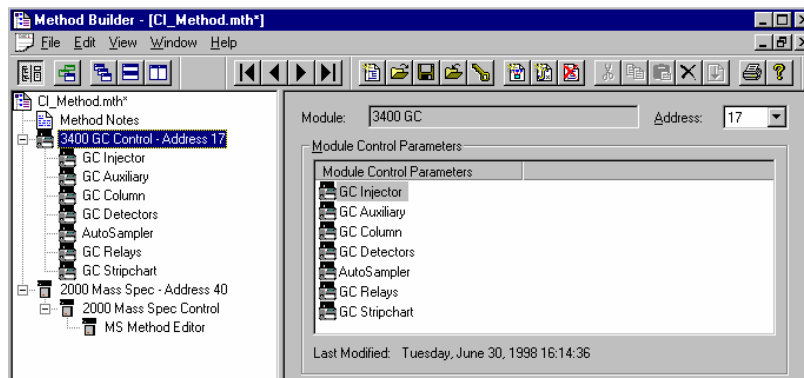 Method Builder - [CI_Method.mth*]
File Edit View Window Help
CI_Method.mth*
Method Notes
3400 GC Control - Address 17
GC Injector
GC Auxiliary
GC Column
GC Detectors
AutoSampler
GC Relays
GC Stripchart
2000 Mass Spec - Address 40
2000 Mass Spec Control
MS Method Editor
Module: 3400 GC Address: 17
Module Control Parameters
Module Control Parameters
GC Injector
GC Auxiliary
GC Column
GC Detectors
AutoSampler
GC Relays
GC Stripchart
Last Modified: Tuesday, June 30, 1998 16:14:36